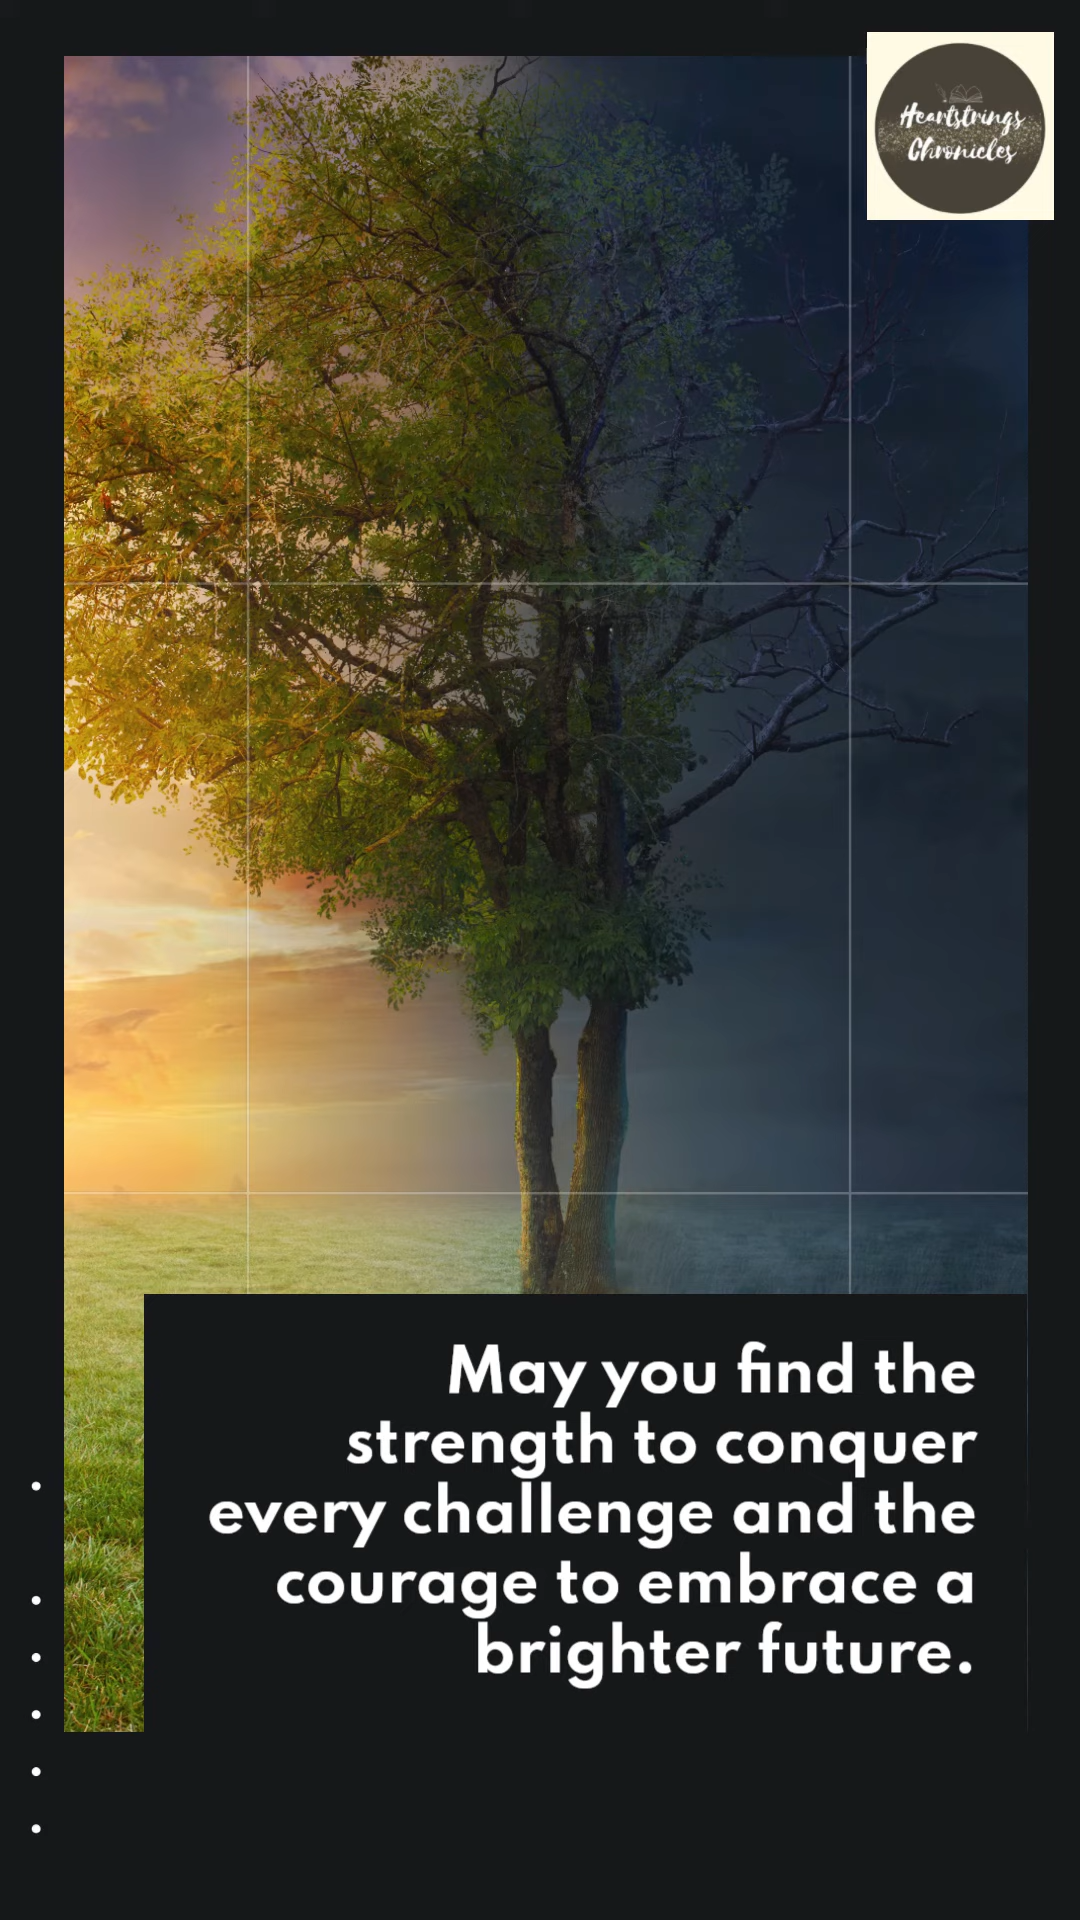 Heartstrings
Chronicles
May you find the
strength to conquer
every challenge and the
courage to embrace a
brighter future.